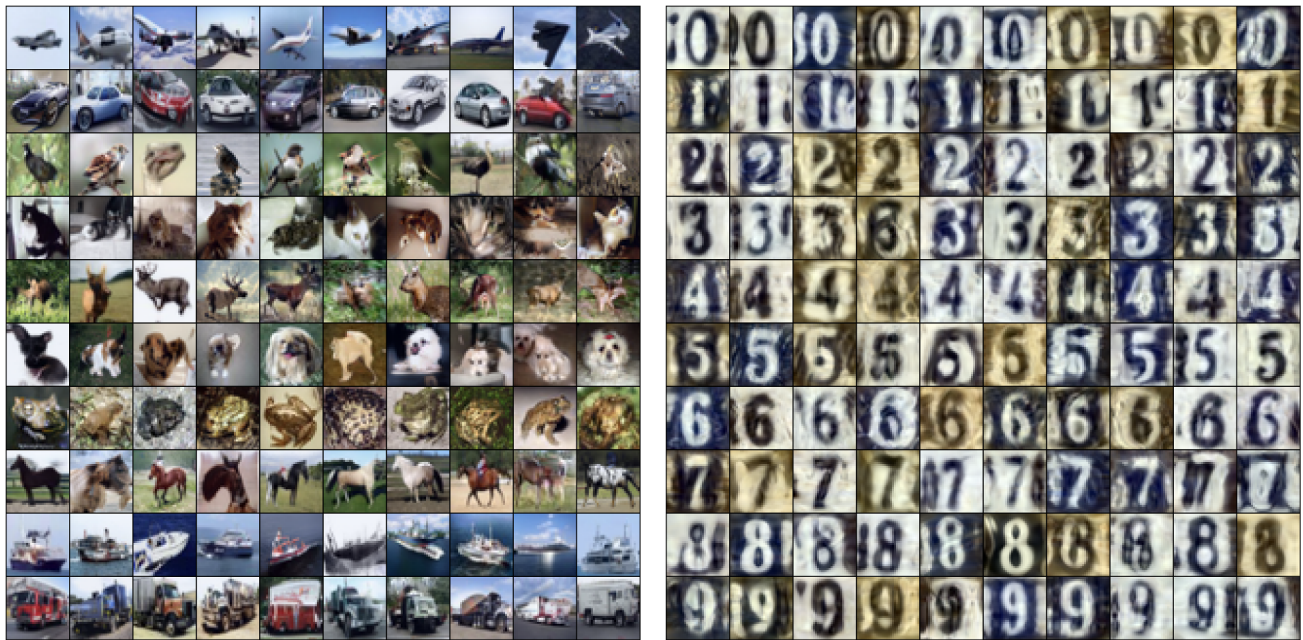 0 0 0 0 0 0 0 0 0 0
1 1 1 1 1 1 1 1 1 1
2 2 2 2 2 2 2 2 2 2
3 3 3 3 3 3 3 3 3 3
4 4 4 4 4 4 4 4 4 4
5 5 5 5 5 5 5 5 5 5
6 6 6 6 6 6 6 6 6 6
7 7 7 7 7 7 7 7 7 7
8 8 8 8 8 8 8 8 8 8
9 9 9 9 9 9 9 9 9 9